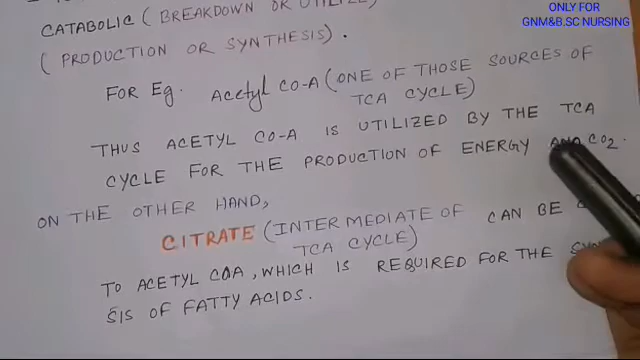 ONLY FOR
GNM&B.SC NURSING
CATABOLIC (BREAKDOWN OR UTILIZE)
(PRODUCTION OR SYNTHESIS).
FOR Eg. Acetyl CO-A (ONE OF THOSE SOURCES OF
TCA CYCLE)
THUS ACETYL CO-A IS UTILIZED BY THE TCA
CYCLE FOR THE PRODUCTION OF ENERGY AND CO2.
ON THE OTHER HAND,
CITRATE (INTERMEDIATE OF CAN BE
TCA CYCLE)
TO ACETYL COA, WHICH IS REQUIRED FOR THE
SIS OF FATTY ACIDS.